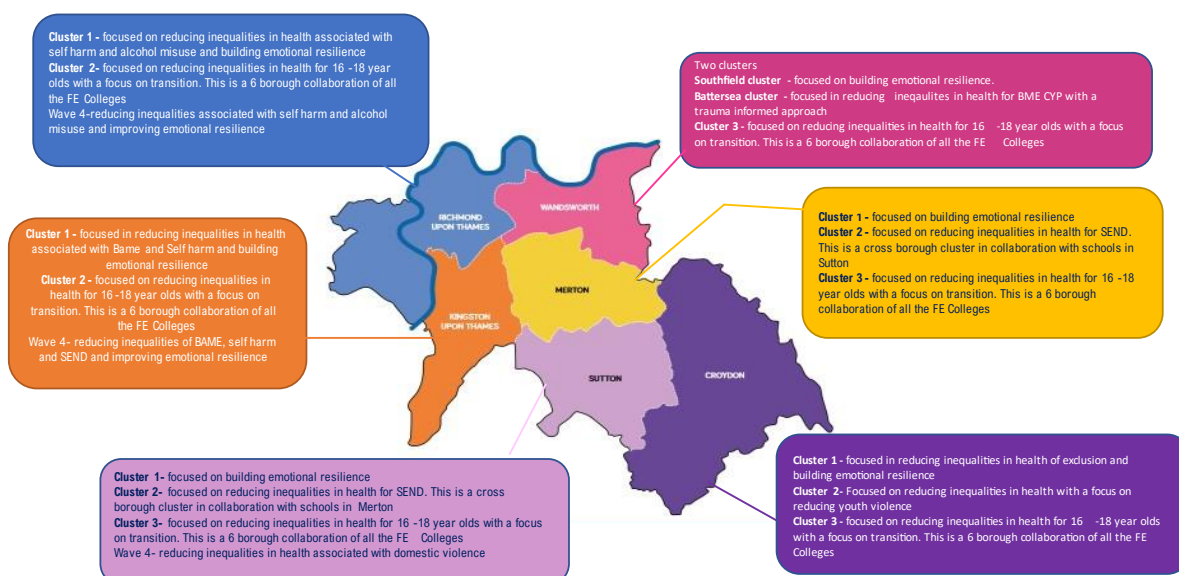 Cluster 1 - focused on reducing inequalities in health associated with
self harm and alcohol misuse and building emotional resilience
Cluster 2- focused on reducing inequalities in health for 16 -18 year
olds with a focus on transition. This is a 6 borough collaboration of all
the FE Colleges
Wave 4-reducing inequalities associated with self harm and alcohol
misuse and improving emotional resilience
Two clusters
Southfield cluster - focused on building emotional resilience.
Battersea cluster - focused in reducing ineqaulites in health for BME CYP with a
trauma informed approach
Cluster 3 - focused on reducing inequalities in health for 16 -18 year olds with a focus
on transition. This is a 6 borough collaboration of all the FE Colleges
RICHMOND
UPON THAMES
WANDSWORTH
Cluster 1 - focused in reducing inequalities in health
associated with Bame and Self harm and building
emotional resilience
Cluster 2 - focused on reducing inequalities in
health for 16 -18 year olds with a focus on
transition. This is a 6 borough collaboration of all
the FE Colleges
Wave 4- reducing inequalities of BAME, self harm
and SEND and improving emotional resilience
Cluster 1 - focused on building emotional resilience
Cluster 2 - focused on reducing inequalities in health for SEND.
This is a cross borough cluster in collaboration with schools in
Sutton
Cluster 3 - focused on reducing inequalities in health for 16 -18
year olds with a focus on transition. This is a 6 borough
collaboration of all the FE Colleges
MERTON
KINGSTON
UPON THAMES
SUTTON
CROYDON
Cluster 1- focused on building emotional resilience
Cluster 2- focused on reducing inequalities in health for SEND. This is a cross
borough cluster in collaboration with schools in Merton
Cluster 3- focused on reducing inequalities in health for 16 -18 year olds with a focus
on transition. This is a 6 borough collaboration of all the FE Colleges
Wave 4- reducing inequalities in health associated with domestic violence
Cluster 1 - focused in reducing inequalities in health of exclusion and
building emotional resilience
Cluster 2- Focused on reducing inequalities in health with a focus on
reducing youth violence
Cluster 3 - focused on reducing inequalities in health for 16 -18 year olds
with a focus on transition. This is a 6 borough collaboration of all the FE
Colleges